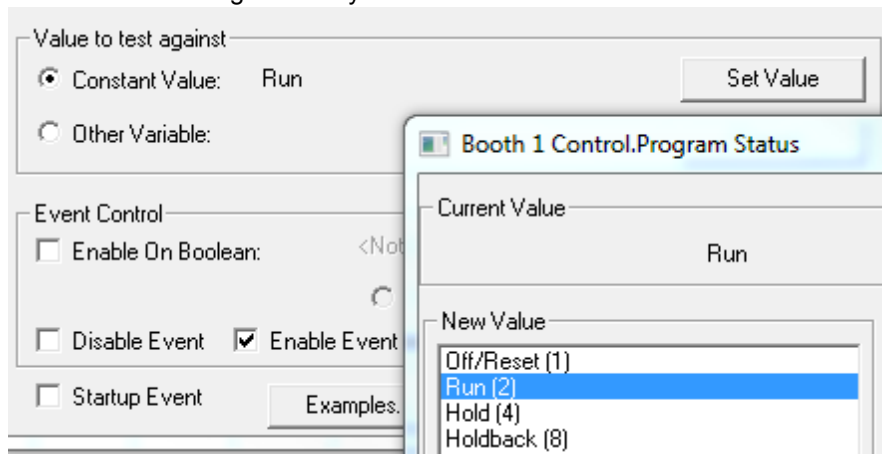 Value to test against
Constant Value: Run
Set Value
Other Variable:
Booth 1 Control.Program Status
Event Control
Enable On Boolean:
Disable Event
Enable Event
Startup Event
Examples.
Current Value
Run
New Value
Off/Reset (1)
Run (2)
Hold (4)
Holdback (8)